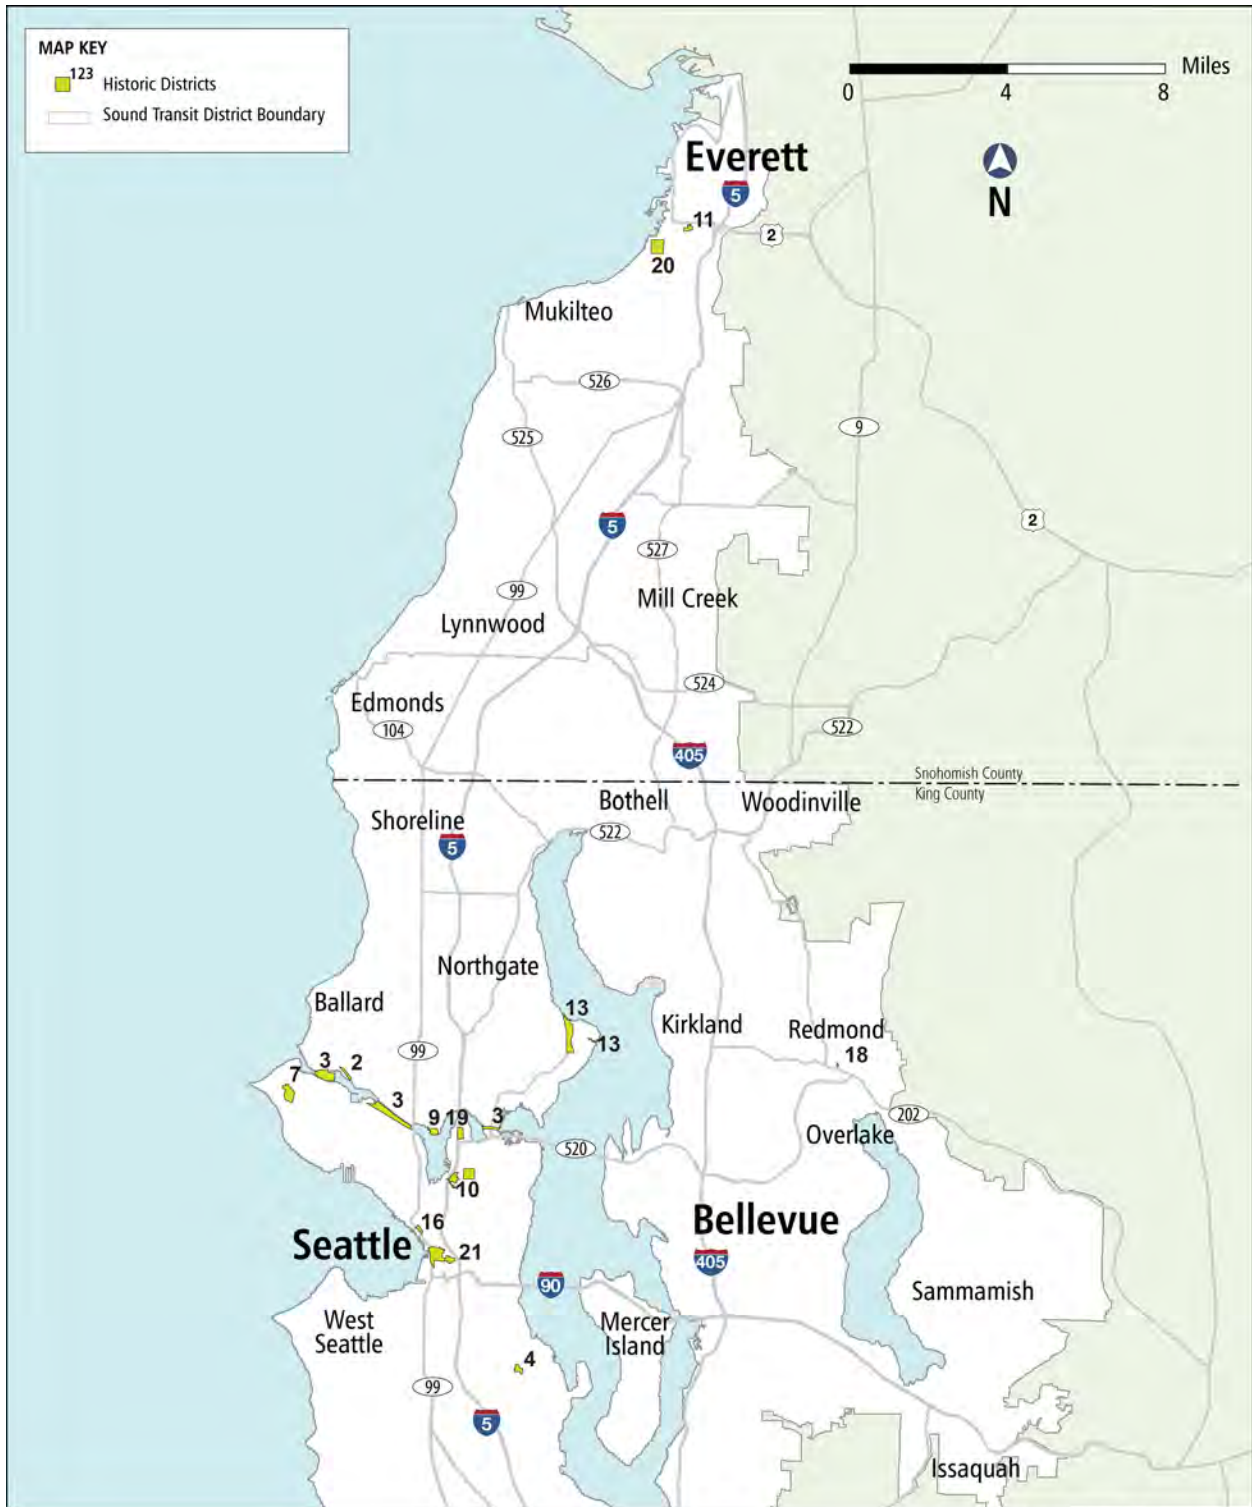 MAP KEY
123
Historic Districts
Sound Transit District Boundary
Miles
0 4 8
N
Everett
5
11
2
20
Mukilteo
526
525
9
5
2
527
99
Mill Creek
Lynnwood
524
Edmonds
104
522
405
Snohomish County
King County
Bothell
Woodinville
Shoreline
522
5
Northgate
Ballard
13
Kirkland
Redmond
13
99
18
3
2
7
3
9
19
3
202
Overlake
520
10
16
Seattle
21
Bellevue
405
90
Sammamish
West
Seattle
Mercer
Island
4
99
5
Issaquah